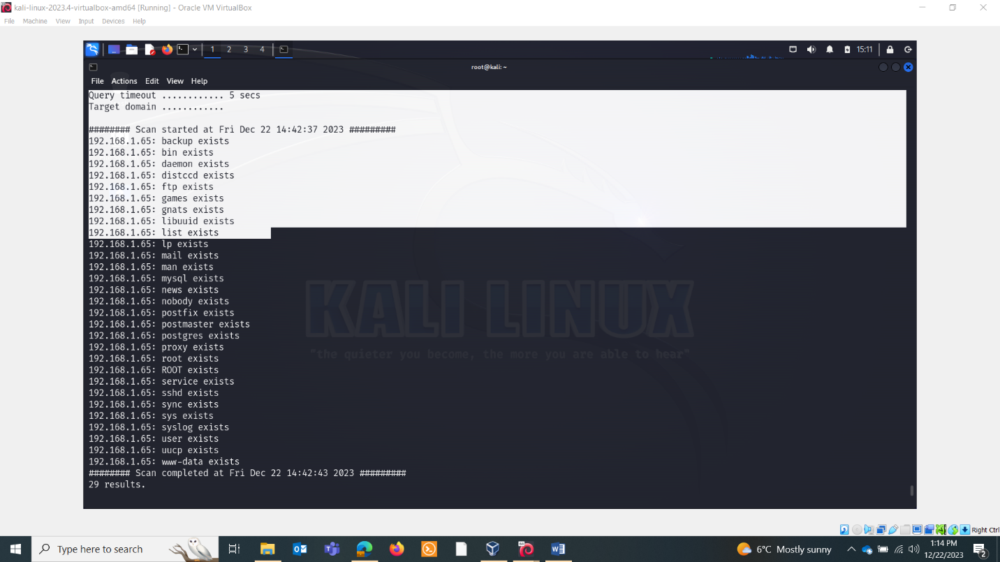 kali-linux-2023.4-virtualbox-amd64 [Running] - Oracle VM VirtualBox
File Machine View Input Devices Help
1 2 3 4 15:11
root@kali: ~
File Actions Edit View Help
Query timeout ............ 5 secs
Target domain ............
######## Scan started at Fri Dec 22 14:42:37 2023 #########
192.168.1.65: backup exists
192.168.1.65: bin exists
192.168.1.65: daemon exists
192.168.1.65: distccd exists
192.168.1.65: ftp exists
192.168.1.65: games exists
192.168.1.65: gnats exists
192.168.1.65: libuuid exists
192.168.1.65: list exists
192.168.1.65: lp exists
192.168.1.65: mail exists
192.168.1.65: man exists
192.168.1.65: mysql exists
192.168.1.65: news exists
192.168.1.65: nobody exists
192.168.1.65: postfix exists
192.168.1.65: postmaster exists
192.168.1.65: postgres exists
192.168.1.65: proxy exists
192.168.1.65: root exists
192.168.1.65: ROOT exists
192.168.1.65: service exists
192.168.1.65: sshd exists
192.168.1.65: sync exists
192.168.1.65: sys exists
192.168.1.65: syslog exists
192.168.1.65: user exists
192.168.1.65: uucp exists
192.168.1.65: www-data exists
######## Scan completed at Fri Dec 22 14:42:43 2023 #########
29 results.
KALI LINUX
"the quieter you become, the more you are able to hear"
Right Ctrl
Type here to search
6°C Mostly sunny
1:14 PM
12/22/2023
2